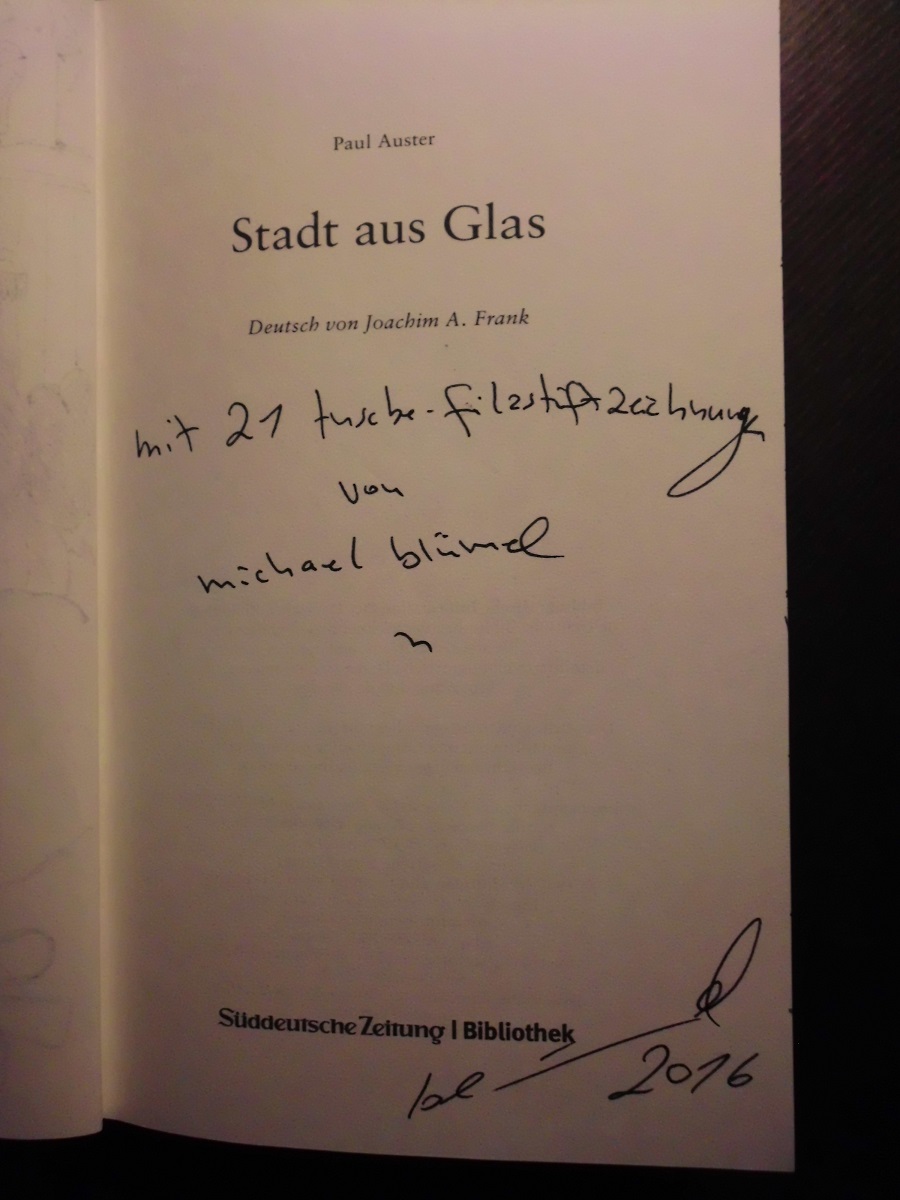 Paul Auster
Stadt aus Glas
Deutsch von Joachim A. Frank
mit 21 tusche-filzstiftzeichnungen
von
michael blümel
Süddeutsche Zeitung | Bibliothek
2016